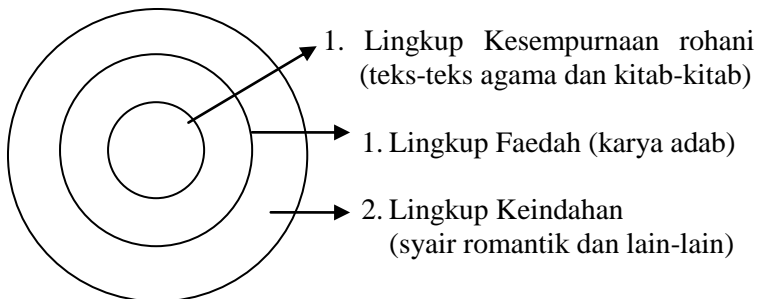 1. Lingkup Kesempurnaan rohani
(teks-teks agama dan kitab-kitab)
1. Lingkup Faedah (karya adab)
2. Lingkup Keindahan
(syair romantik dan lain-lain)